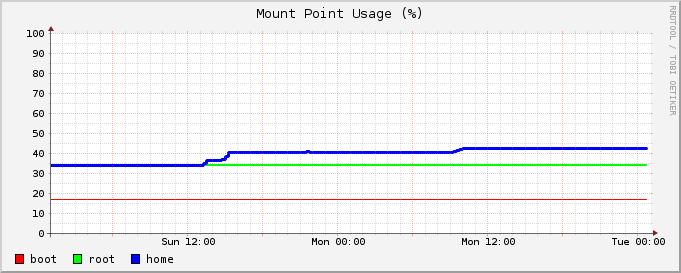 Mount Point Usage (%)
RRDTOOL / TOBI OETIKER
100
90
80
70
60
50
40
30
20
10
0
Sun 12:00 Mon 00:00 Mon 12:00 Tue 00:00
boot root home